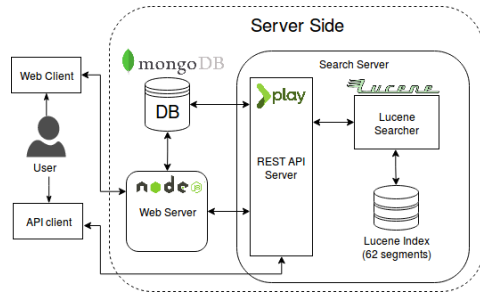 Server Side
mongoDB
Search Server
Web Client
play
Lucene
DB
Lucene
Searcher
REST API
Server
User
node
JS
Web Server
API client
Lucene Index
(62 segments)